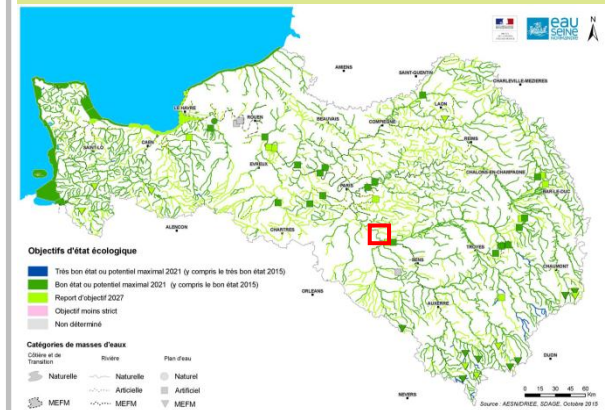 eau
SEINE
NORMANDIE
N
AMIENS
SAINT-QUENTIN
CHARLEVILLE-MEZIERES
LE HAVRE
ROUEN
BEAUVAIS
COMPIEGNE
LAON
REIMS
SAINT-LO
CAEN
EVREUX
PARIS
CHALONS-EN-CHAMPAGNE
BAR-LE-DUC
ALENCON
CHARTRES
SENS
TROYES
CHAUMONT
ORLEANS
AUXERRE
DIJON
NEVERS
Objectifs d'état écologique
Très bon état ou potentiel maximal 2021 (y compris le très bon état 2015)
Bon état ou potentiel maximal 2021 (y compris le bon état 2015)
Report d'objectif 2027
Objectif moins strict
Non déterminé
Catégories de masses d'eaux
Côtière et de Transition
Rivière
Plan d'eau
Naturelle
Naturelle
Naturel
Articielle
Artificiel
MEFM
MEFM
MEFM
0 15 30 45 60
Km
Source : AESN/DRIEE, SDAGE, Octobre 2015